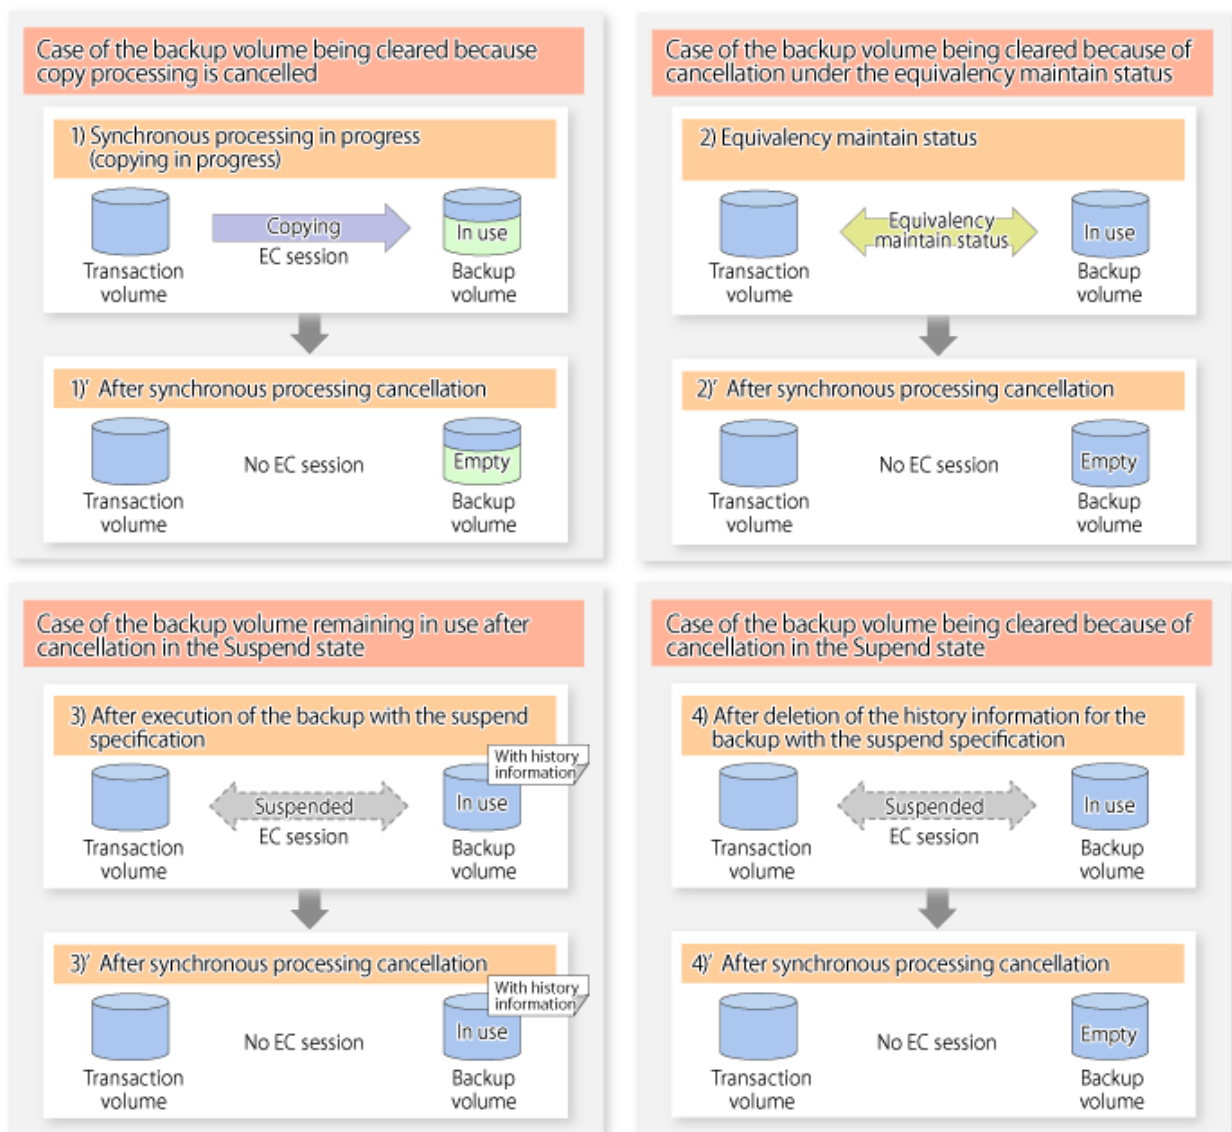 Case of the backup volume being cleared because
copy processing is cancelled
1) Synchronous processing in progress
(copying in progress)
Copying
EC session
In use
Transaction
volume
Backup
volume
1)' After synchronous processing cancellation
No EC session
Empty
Transaction
volume
Backup
volume
Case of the backup volume being cleared because of
cancellation under the equivalency maintain status
2) Equivalency maintain status
Equivalency
maintain status
In use
Transaction
volume
Backup
volume
2)' After synchronous processing cancellation
No EC session
Empty
Transaction
volume
Backup
volume
Case of the backup volume remaining in use after
cancellation in the Suspend state
3) After execution of the backup with the suspend
specification
With history
information
Suspended
EC session
In use
Transaction
volume
Backup
volume
3)' After synchronous processing cancellation
With history
information
No EC session
In use
Transaction
volume
Backup
volume
Case of the backup volume being cleared because of
cancellation in the Supend state
4) After deletion of the history information for the
backup with the suspend specification
Suspended
EC session
In use
Transaction
volume
Backup
volume
4)' After synchronous processing cancellation
No EC session
Empty
Transaction
volume
Backup
volume